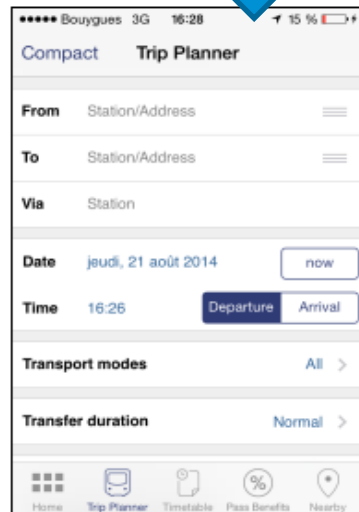 Bouygues 3G 16:28 15 %
Compact Trip Planner
From Station/Address
To Station/Address
Via Station
Date jeudi, 21 août 2014 now
Time 16:26 Departure Arrival
Transport modes All >
Transfer duration Normal >
%
Home Trip Planner Timetable Pass Benefits Nearby